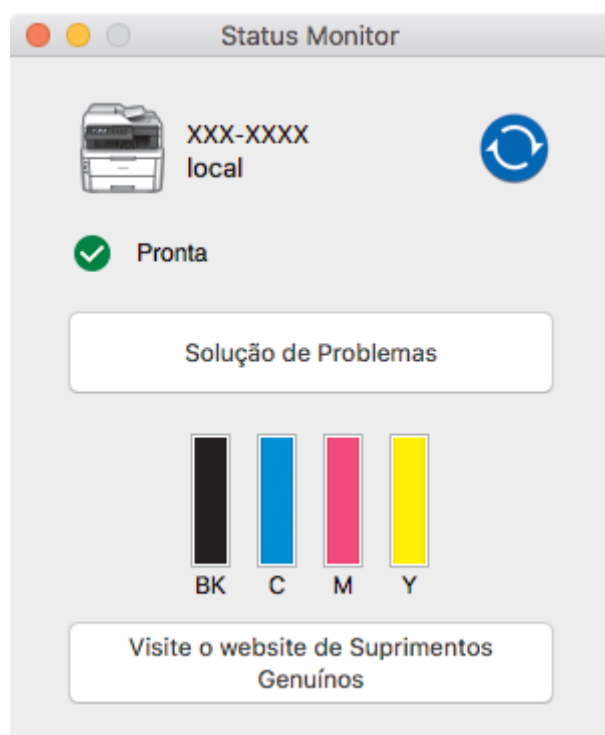 Status Monitor
XXX-XXXX
local
Pronta
Solução de Problemas
BK C M Y
Visite o website de Suprimentos
Genuínos